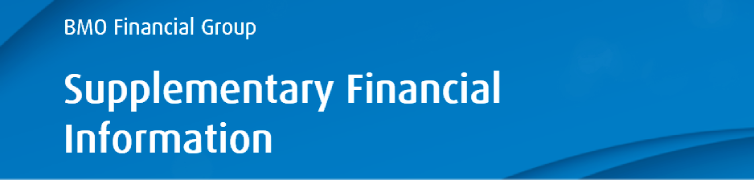 BMO Financial Group
Supplementary Financial
Information